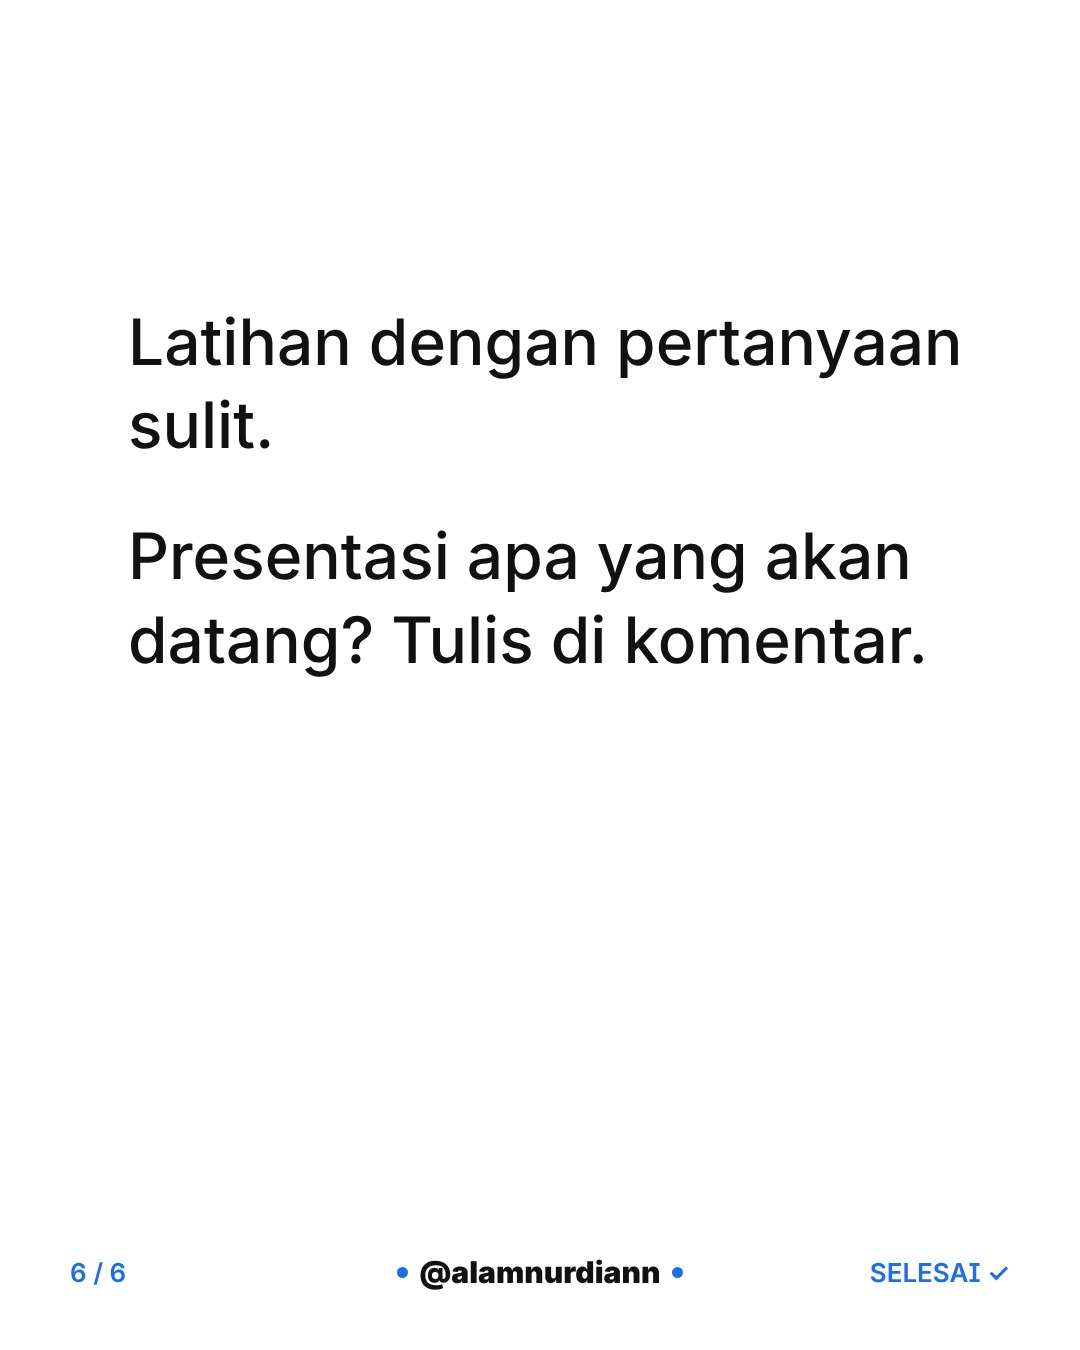 Latihan dengan pertanyaan
sulit.
Presentasi apa yang akan
datang? Tulis di komentar.
6 / 6
• @alamnurdiann •
SELESAI ✓